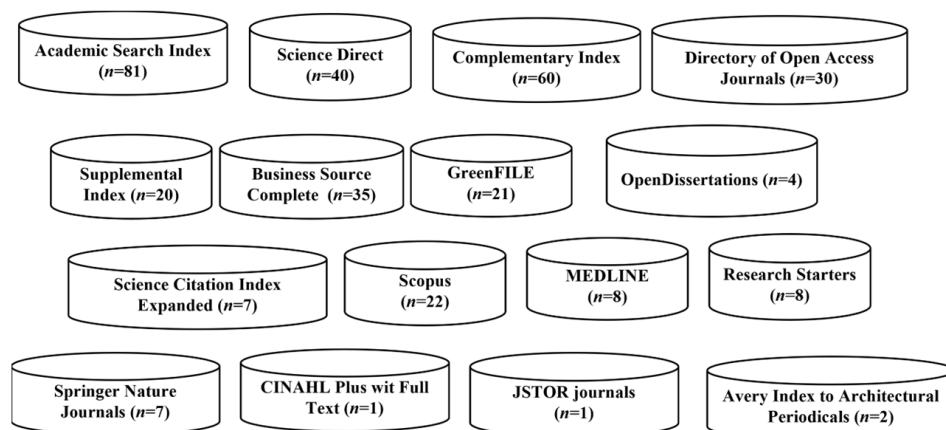 Academic Search Index
(n=81)
Science Direct
(n=40)
Complementary Index
(n=60)
Directory of Open Access
Journals (n=30)
Supplemental
Index (n=20)
Business Source
Complete (n=35)
GreenFILE
(n=21)
OpenDissertations (n=4)
Science Citation Index
Expanded (n=7)
Scopus
(n=22)
MEDLINE
(n=8)
Research Starters
(n=8)
Springer Nature
Journals (n=7)
CINAHL Plus wit Full
Text (n=1)
JSTOR journals
(n=1)
Avery Index to Architectural
Periodicals (n=2)